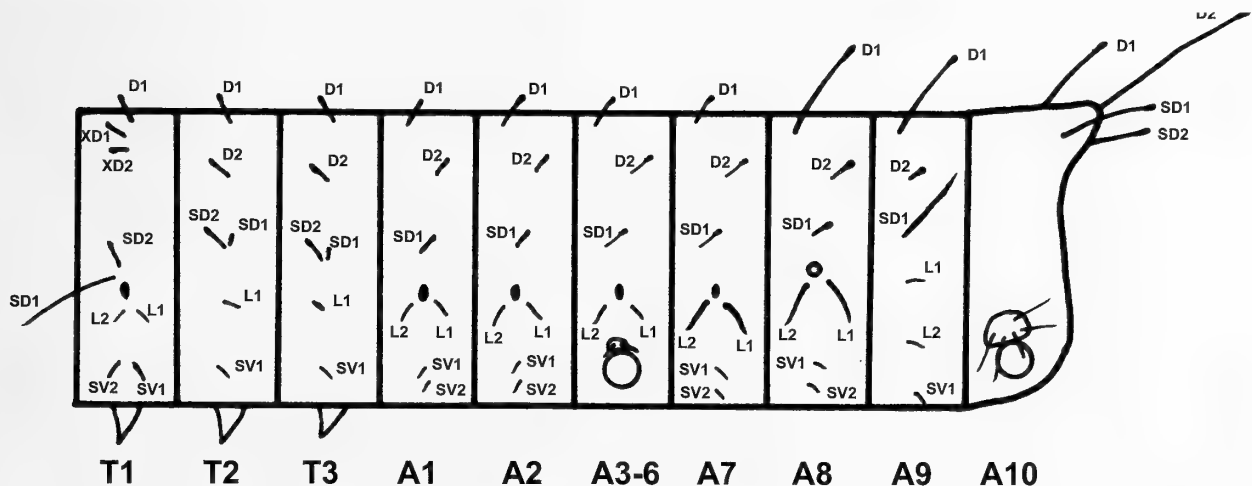 D2
D1 D1 D1
D1 D1 D1 D1 D1 D1 D1 SD1
XD1 SD2
XD2 D2 D2 D2 D2 D2 D2 D2 D2
SD2 SD2 SD1 SD2 SD1 SD1 SD1 SD1 SD1 SD1 SD1
L1
SD1 L2 L1 L1 L1 L2 L1 L2 L1 L2 L1 L2 L1 L2 L1 L2
SV2 SV1 SV1 SV1 SV1 SV1 SV1 SV1 SV1
SV2 SV2 SV2 SV2
T1 T2 T3 A1 A2 A3-6 A7 A8 A9 A10